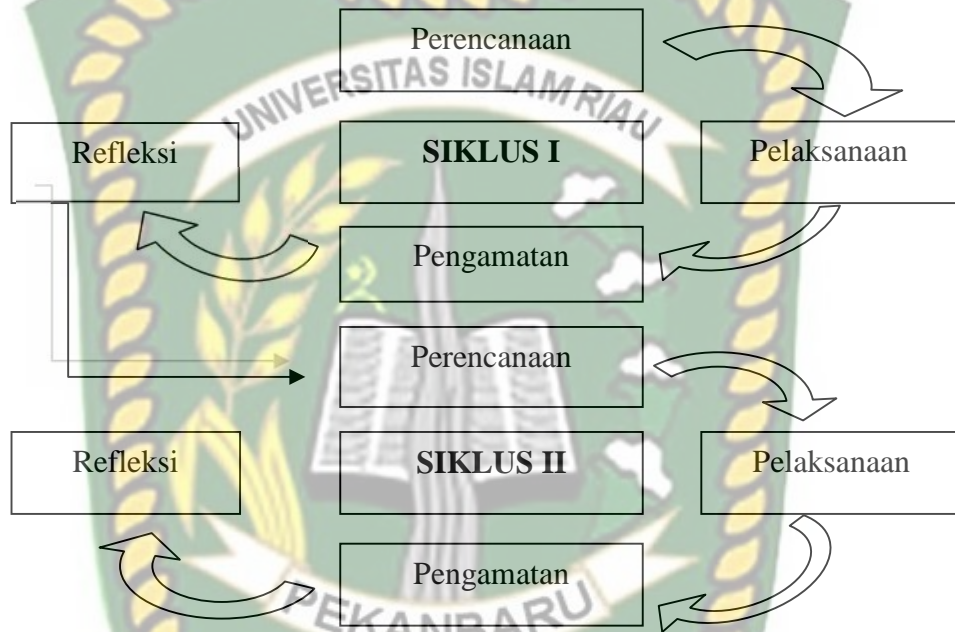 Perencanaan
UNIVERSITAS ISLAM RIAU
Refleksi
SIKLUS I
Pelaksanaan
Pengamatan
Perencanaan
Refleksi
SIKLUS II
Pelaksanaan
Pengamatan
PEKANBARU